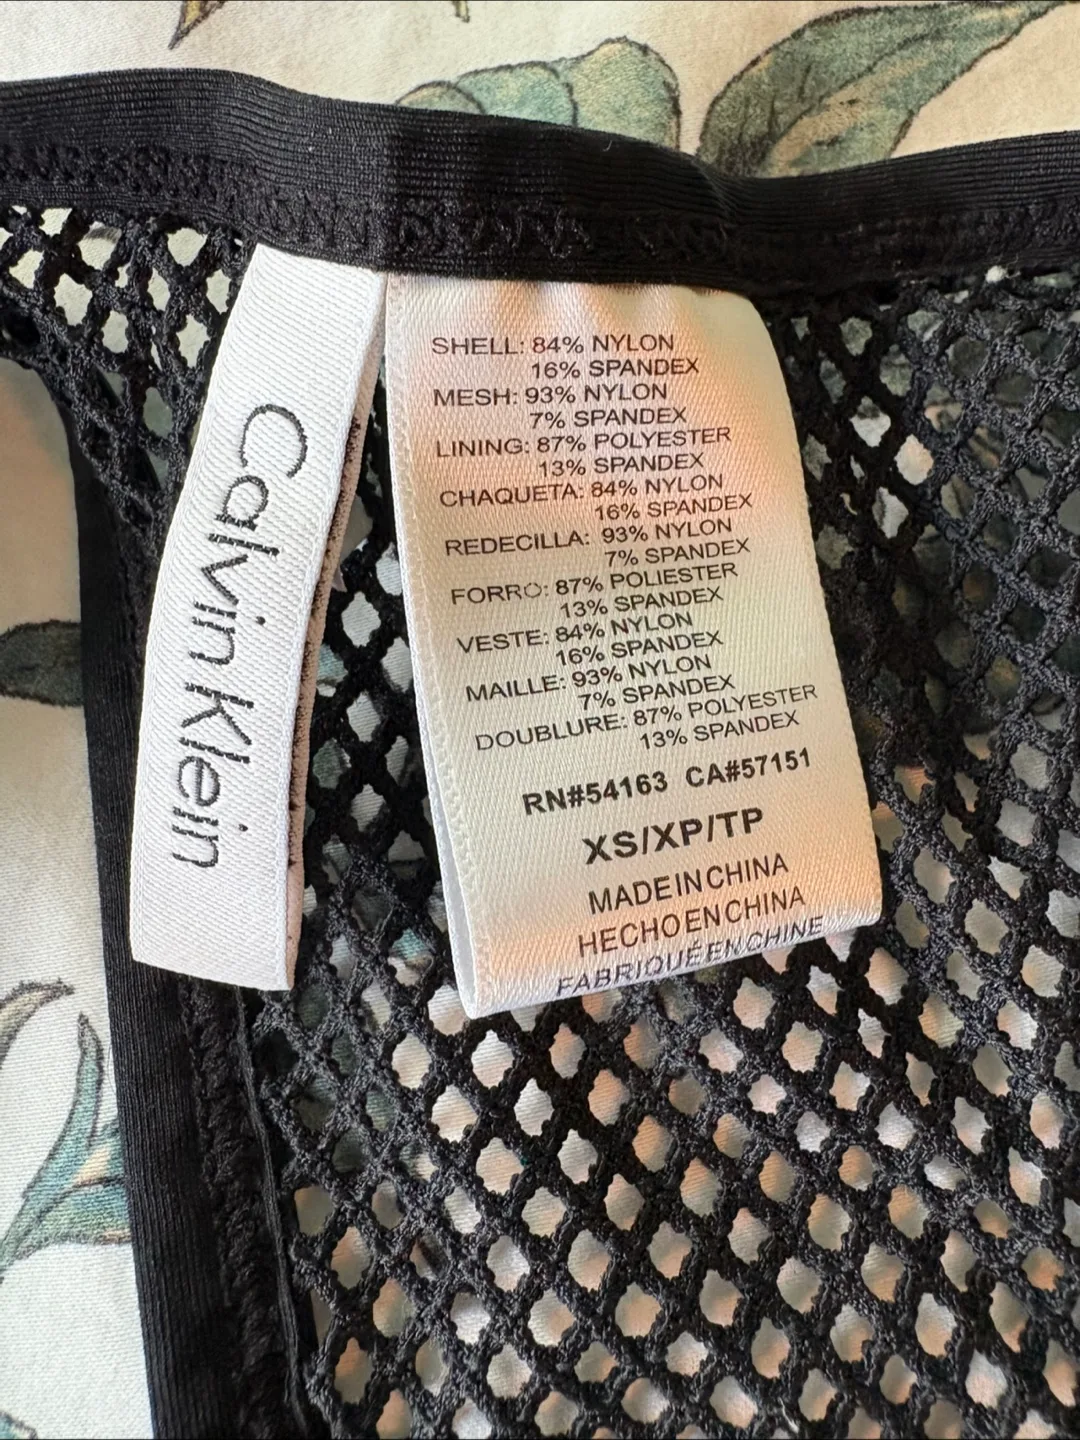 Calvin Klein
SHELL: 84% NYLON
16% SPANDEX
MESH: 93% NYLON
7% SPANDEX
LINING: 87% POLYESTER
13% SPANDEX
CHAQUETA: 84% NYLON
16% SPANDEX
REDECILLA: 93% NYLON
7% SPANDEX
FORRO: 87% POLIESTER
13% SPANDEX
VESTE: 84% NYLON
16% SPANDEX
MAILLE: 93% NYLON
7% SPANDEX
DOUBLURE: 87% POLYESTER
13% SPANDEX
RN#54163 CA#57151
XS/XP/TP
MADE IN CHINA
HECHO EN CHINA
FABRIQUÉ EN CHINE